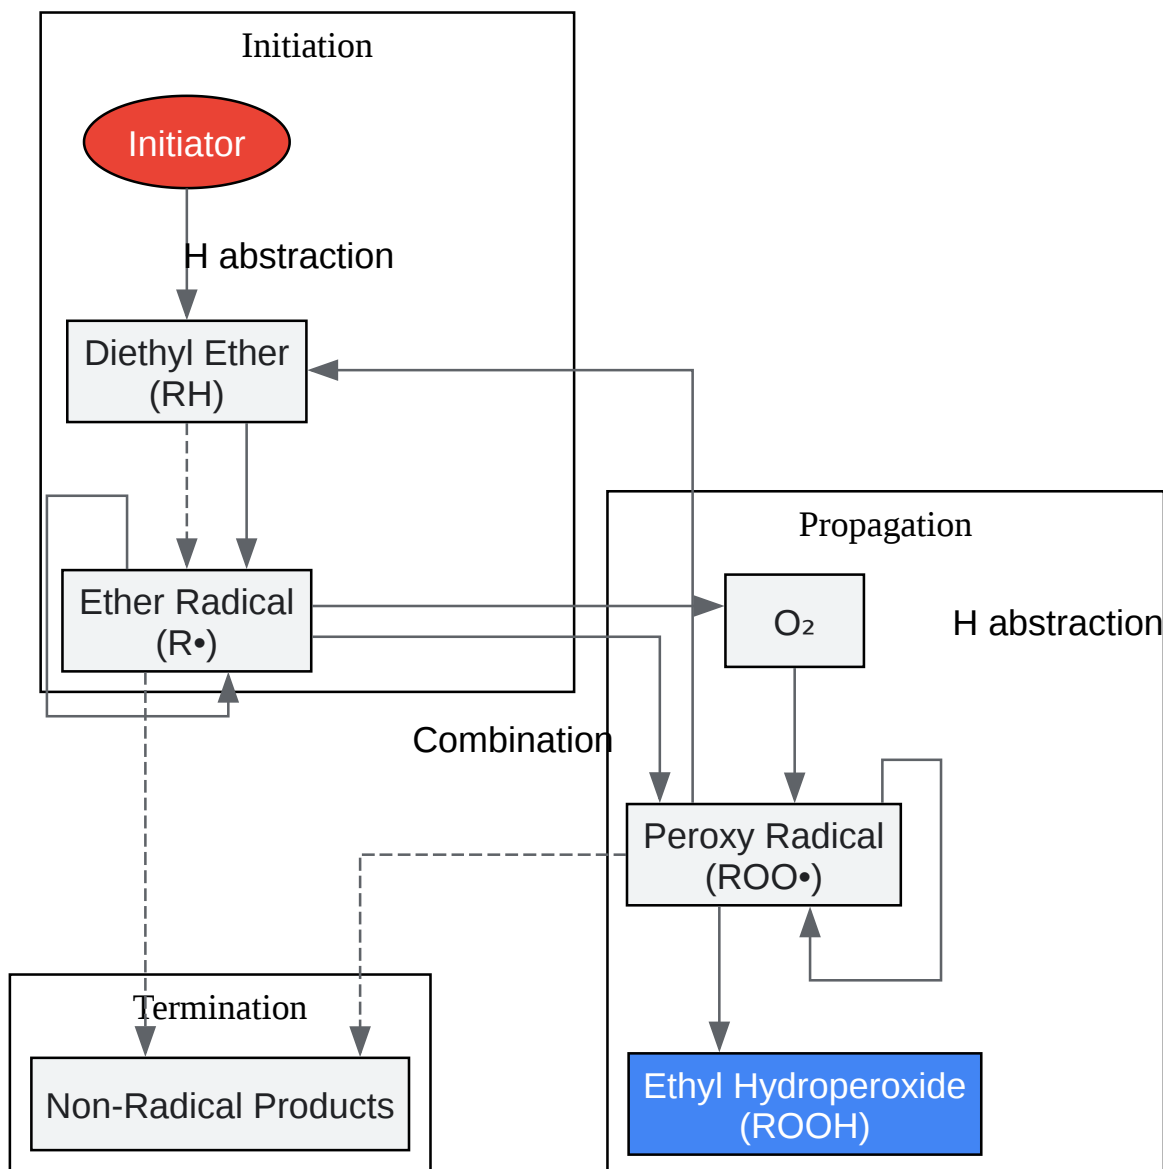 Initiation
Initiator
H abstraction
Diethyl Ether
(RH)
Ether Radical
(R•)
Propagation
O₂
H abstraction
Combination
Peroxy Radical
(ROO•)
Termination
Non-Radical Products
Ethyl Hydroperoxide
(ROOH)